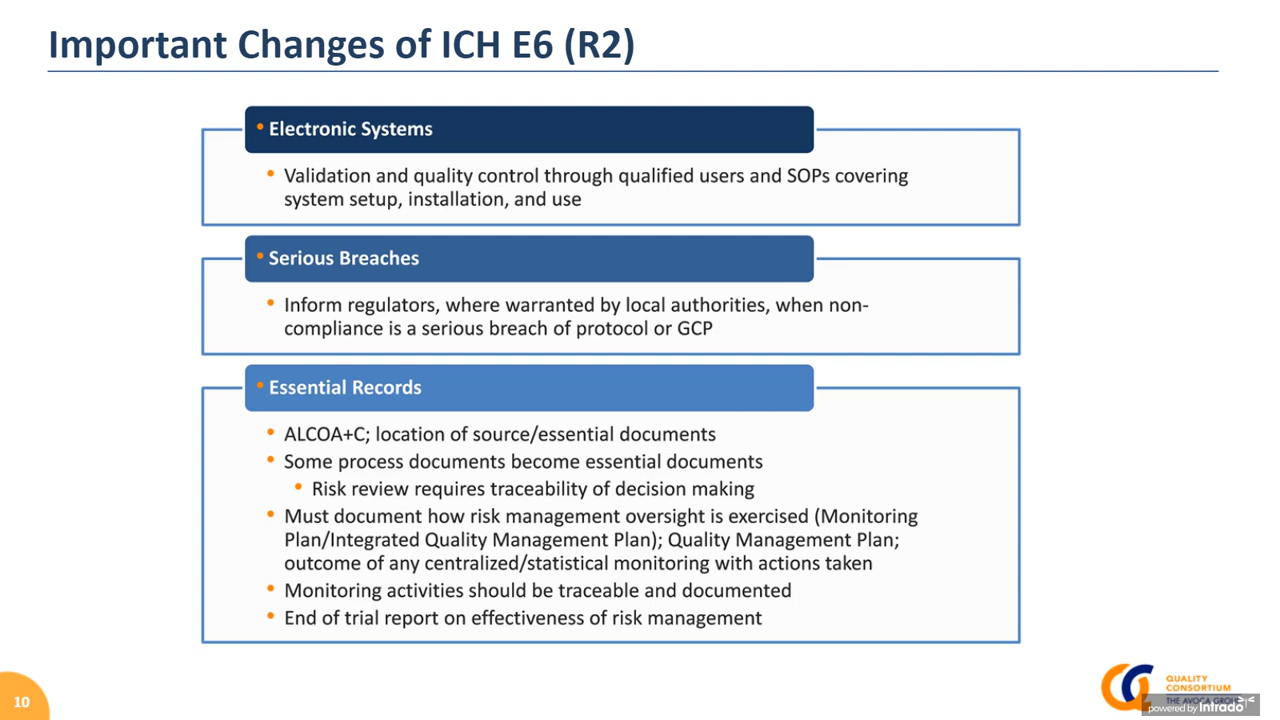 Important Changes of ICH E6 (R2)
• Electronic Systems
• Validation and quality control through qualified users and SOPs covering
system setup, installation, and use
• Serious Breaches
• Inform regulators, where warranted by local authorities, when non-
compliance is a serious breach of protocol or GCP
• Essential Records
• ALCOA+C; location of source/essential documents
• Some process documents become essential documents
• Risk review requires traceability of decision making
• Must document how risk management oversight is exercised (Monitoring
Plan/Integrated Quality Management Plan); Quality Management Plan;
outcome of any centralized/statistical monitoring with actions taken
• Monitoring activities should be traceable and documented
• End of trial report on effectiveness of risk management
10
QUALITY
CONSORTIUM
THE AVOCA
powered by intrado